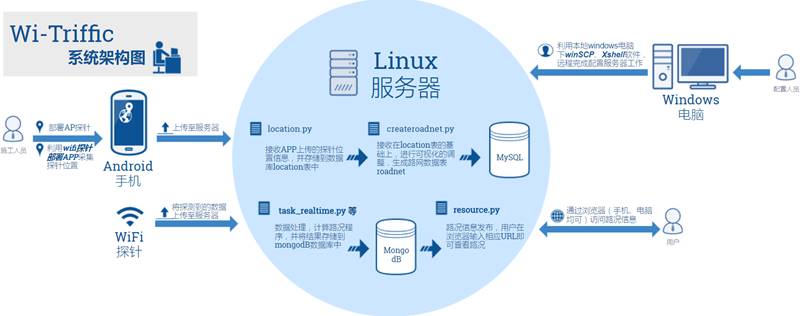 Wi-Triffic
系统架构图
Linux
服务器
利用本地windows电脑
下winSCP、Xshell软件，
远程完成配置服务器工作
Windows
电脑
配置人员
施工人员
部署AP探针
利用wifi探针
部署APP采集
探针位置
Android
手机
上传至服务器
location.py
接收APP上传的探针位
置信息，并存储到数据
库location表中
createroadnet.py
接收在location表的基
础上，进行可视化的调
整，生成路网数据表
roadnet
MySQL
WiFi
探针
将探测到的数据
上传至服务器
task_realtime.py 等
数据处理，计算路况程
序，并将结果存储到
mongodB数据库中
Mongo
dB
resource.py
路况信息发布，用户在
浏览器输入相应URL即
可查看路况
通过浏览器（手机、电脑
均可）访问路况信息
用户